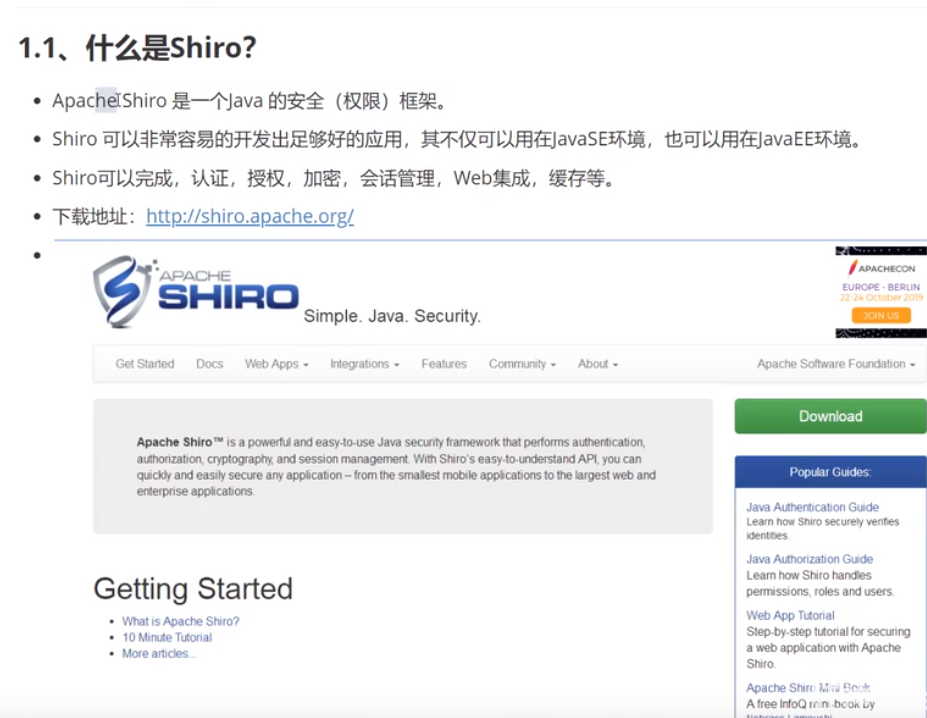 1.1、什么是Shiro?
Apache Shiro 是一个Java 的安全（权限）框架。
Shiro 可以非常容易的开发出足够好的应用，其不仅可以用在JavaSE环境，也可以用在JavaEE环境。
Shiro可以完成，认证，授权，加密，会话管理，Web集成，缓存等。
下载地址：http://shiro.apache.org/
APACHE
SHIRO
Simple. Java. Security.
APACHECON
EUROPE - BERLIN
22-24 October 2019
JOIN US
Get Started Docs Web Apps Integrations Features Community About Apache Software Foundation
Apache Shiro™ is a powerful and easy-to-use Java security framework that performs authentication,
authorization, cryptography, and session management. With Shiro's easy-to-understand API, you can
quickly and easily secure any application – from the smallest mobile applications to the largest web and
enterprise applications.
Download
Popular Guides:
Java Authentication Guide
Learn how Shiro securely verifies
identities.
Java Authorization Guide
Learn how Shiro handles
permissions, roles and users.
Web App Tutorial
Step-by-step tutorial for securing
a web application with Apache
Shiro.
Apache Shiro Mini Book
A free InfoQ mini-book by
Getting Started
What is Apache Shiro?
10 Minute Tutorial
More articles...